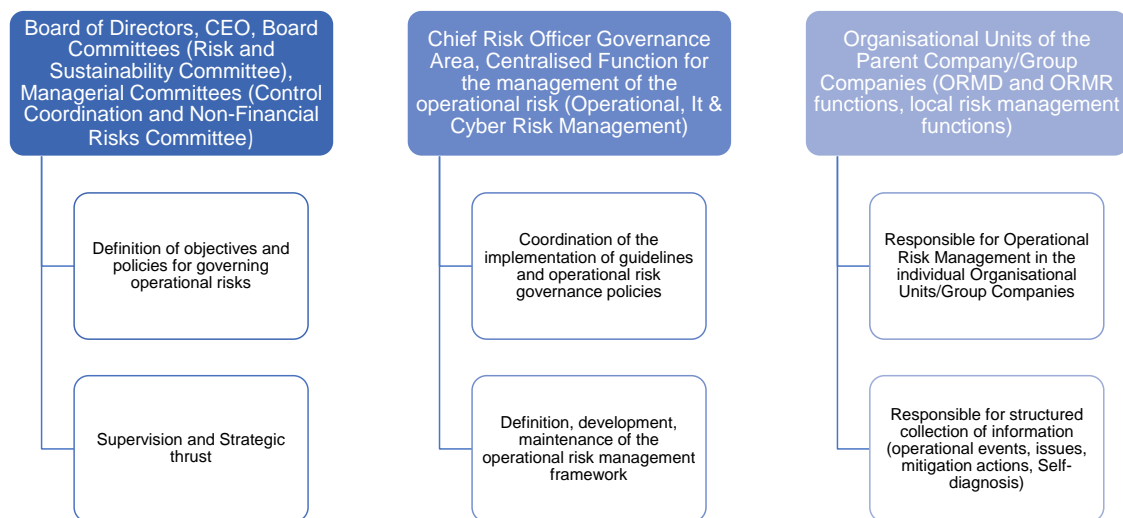 Board of Directors, CEO, Board
Committees (Risk and
Sustainability Committee),
Managerial Committees (Control
Coordination and Non-Financial
Risks Committee)
Definition of objectives and
policies for governing
operational risks
Supervision and Strategic
thrust
Chief Risk Officer Governance
Area, Centralised Function for
the management of the
operational risk (Operational, It &
Cyber Risk Management)
Coordination of the
implementation of guidelines
and operational risk
governance policies
Definition, development,
maintenance of the
operational risk management
framework
Organisational Units of the
Parent Company/Group
Companies (ORMD and ORMR
functions, local risk management
functions)
Responsible for Operational
Risk Management in the
individual Organisational
Units/Group Companies
Responsible for structured
collection of information
(operational events, issues,
mitigation actions, Self-
diagnosis)